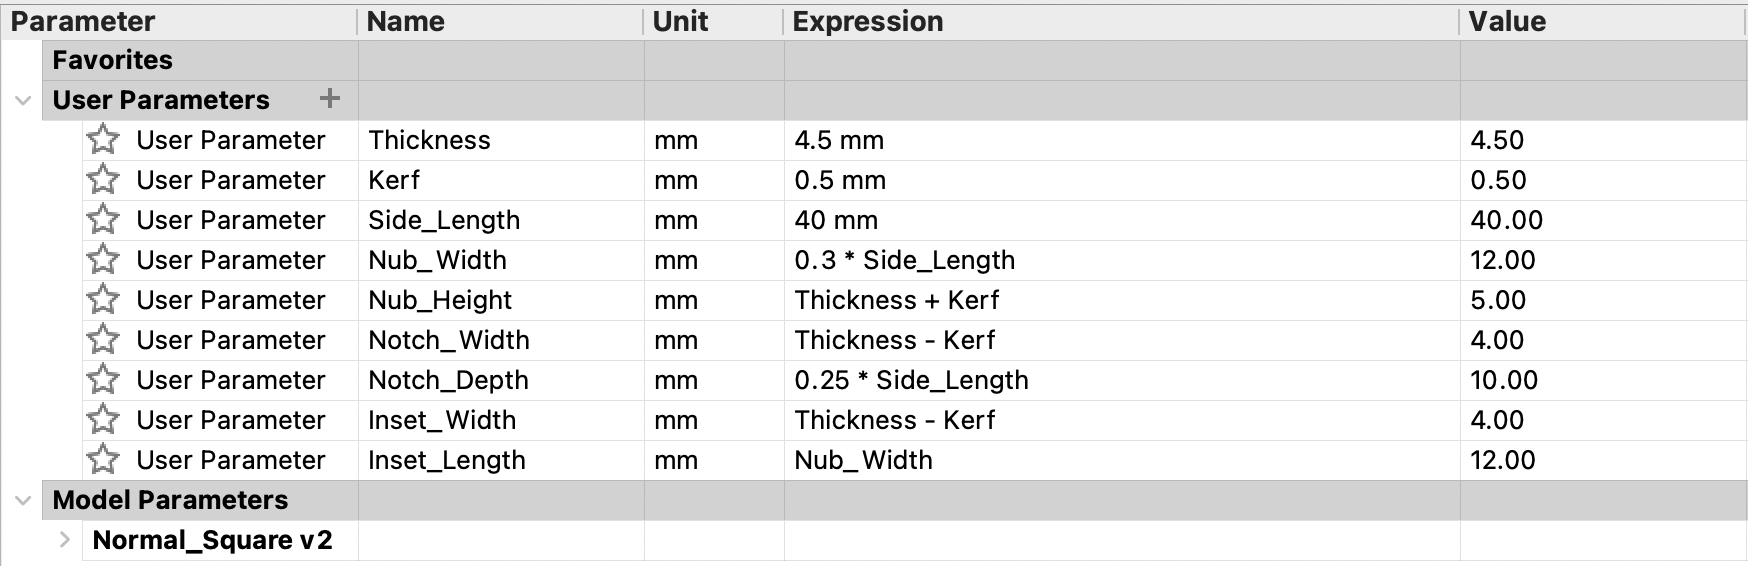 Parameter Name Unit Expression Value
Favorites
User Parameters +
User Parameter Thickness mm 4.5 mm 4.50
User Parameter Kerf mm 0.5 mm 0.50
User Parameter Side_Length mm 40 mm 40.00
User Parameter Nub_Width mm 0.3 * Side_Length 12.00
User Parameter Nub_Height mm Thickness + Kerf 5.00
User Parameter Notch_Width mm Thickness - Kerf 4.00
User Parameter Notch_Depth mm 0.25 * Side_Length 10.00
User Parameter Inset_Width mm Thickness - Kerf 4.00
User Parameter Inset_Length mm Nub_Width 12.00
Model Parameters
Normal_Square v2